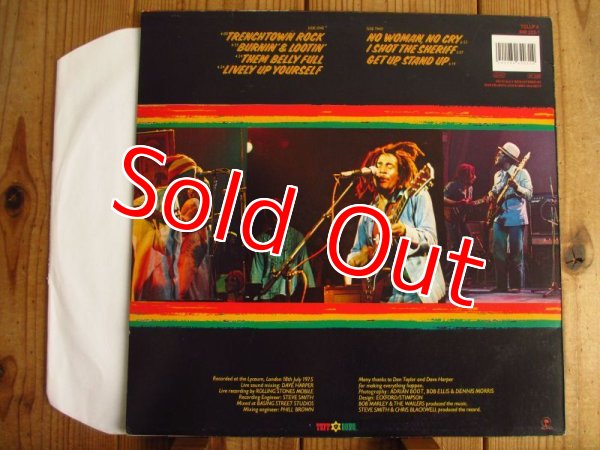 SIDE ONE
TRENCHTOWN ROCK
BURNIN' & LOOTIN'
THEM BELLY FULL
LIVELY UP YOURSELF
SIDE TWO
NO WOMAN, NO CRY
I SHOT THE SHERIFF
GET UP, STAND UP
Sold Out
Recorded at the Lyceum, London 18th July 1975
Live sound mixing: DAVE HARPER
Live recording by ROLLING STONES MOBILE
Recording Engineer: STEVE SMITH
Mixed at BASING STREET STUDIOS
Mixing engineer: PHILL BROWN
Many thanks to Don Taylor and Dave Harper
for making everything happen.
Photography: ADRIAN BOOT, BOB ELLIS & DENNIS MORRIS
Design: ECKFORD/STIMPSON
BOB MARLEY & THE WAILERS produced the music.
STEVE SMITH & CHRIS BLACKWELL produced the record.
TUFF GONG